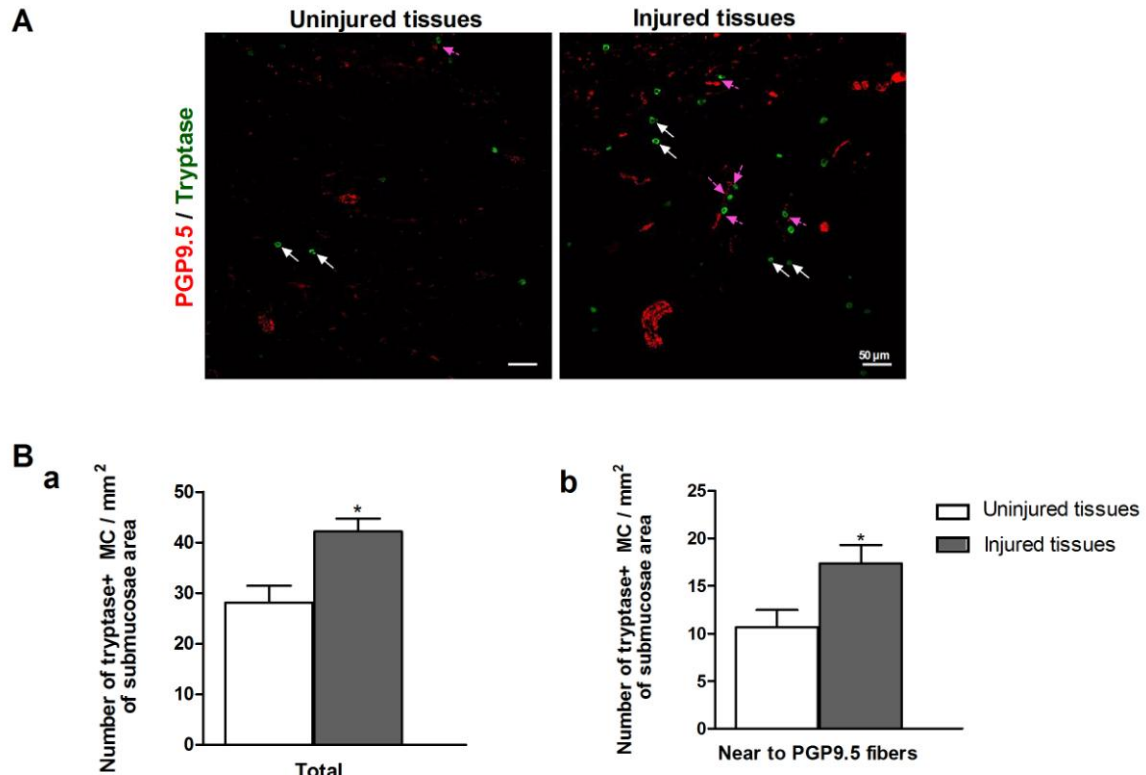 A
Uninjured tissues
Injured tissues
PGP9.5 / Tryptase
50 µm
B
a
Number of tryptase+ MC / mm²
of submucosae area
50
40
30
20
10
0
*
Total
b
Number of tryptase+ MC / mm²
of submucosae area
25
20
15
10
5
0
*
Near to PGP9.5 fibers
Uninjured tissues
Injured tissues